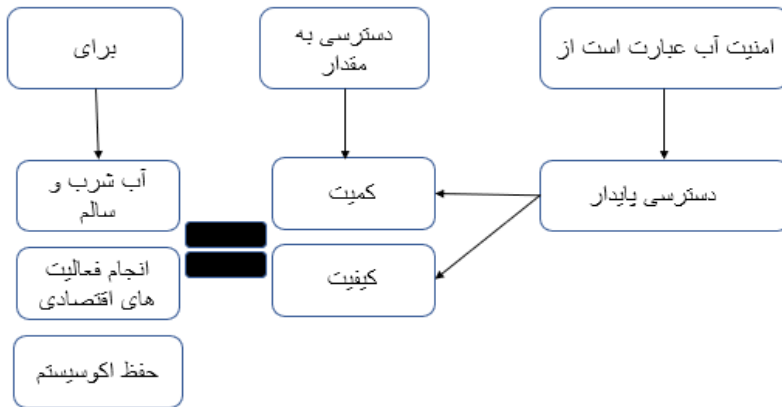 امنیت آب عبارت است از
دسترسی به
مقدار
برای
دسترسی پایدار
کمیت
کیفیت
آب شرب و
سالم
انجام فعالیت
های اقتصادی
حفظ اکوسیستم